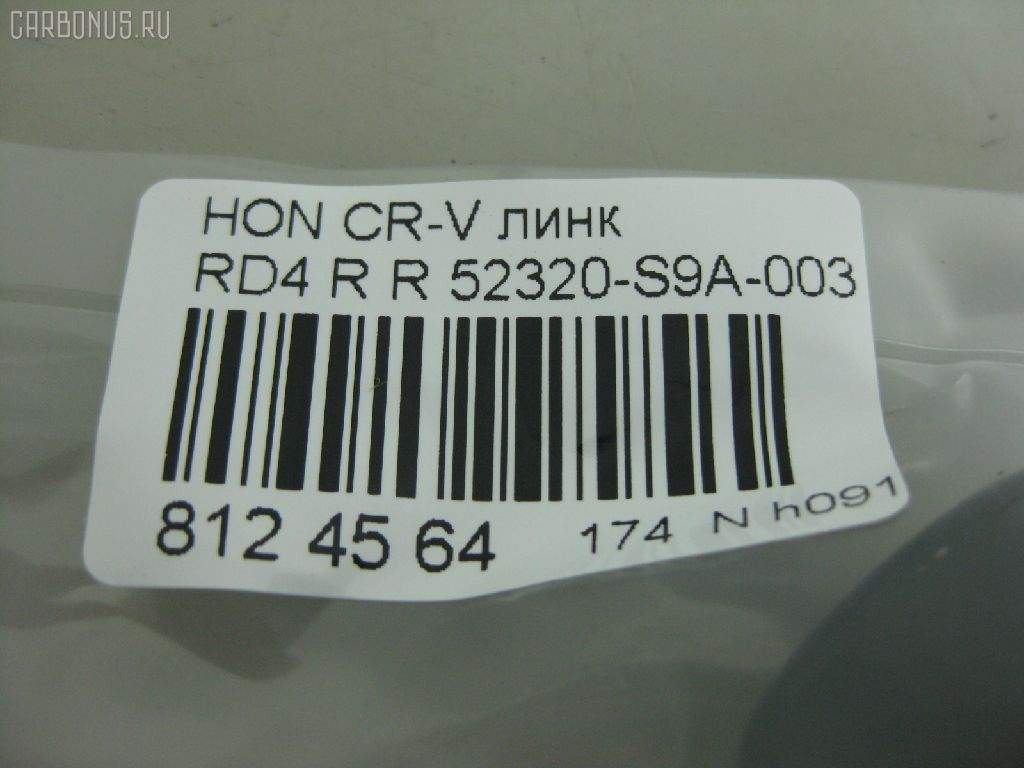 CARBONUS.RU
HON CR-V линк
RD4 R R 52320-S9A-003
812 45 64 174 N h091